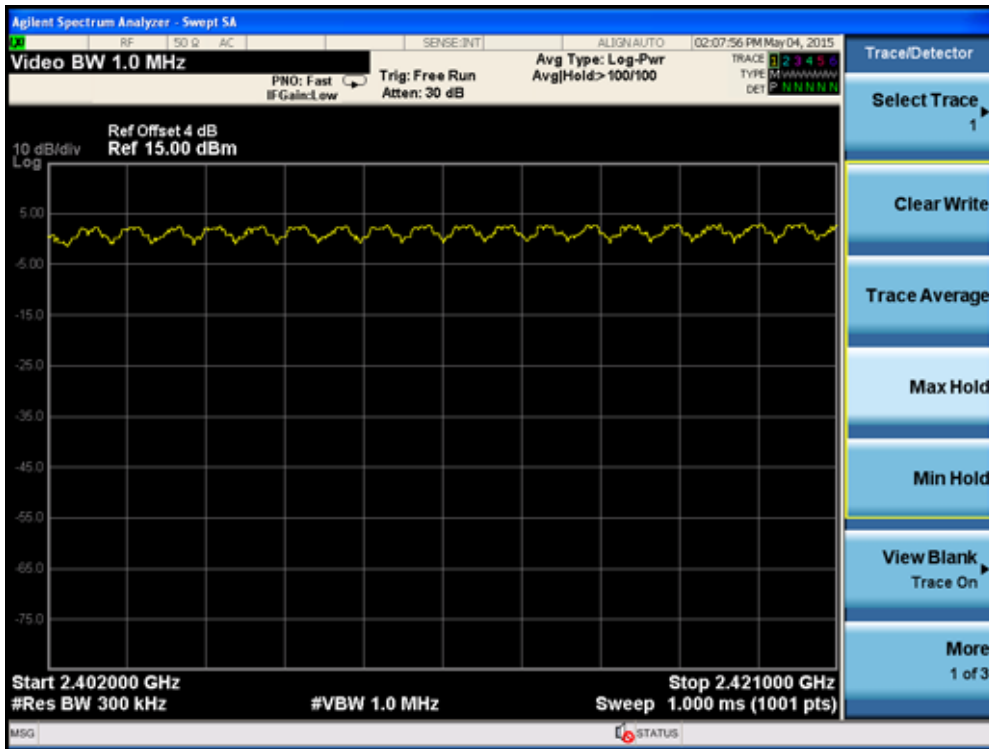 Agilent Spectrum Analyzer - Swept SA
RF 50 Ω AC SENSE:INT ALIGNAUTO 02:07:56 PM May 04, 2015
Video BW 1.0 MHz
PNO: Fast
IFGain:Low
Trig: Free Run
Atten: 30 dB
Avg Type: Log-Pwr
Avg|Hold:>100/100
TRACE 1 2 3 4 5 6
TYPE M
DET P N N N N N
Ref Offset 4 dB
10 dB/div Ref 15.00 dBm
Log
5.00
-5.00
-15.0
-25.0
-35.0
-45.0
-55.0
-65.0
-75.0
Start 2.402000 GHz Stop 2.421000 GHz
#Res BW 300 kHz #VBW 1.0 MHz Sweep 1.000 ms (1001 pts)
MSG STATUS
Trace/Detector
Select Trace
1
Clear Write
Trace Average
Max Hold
Min Hold
View Blank
Trace On
More
1 of 3